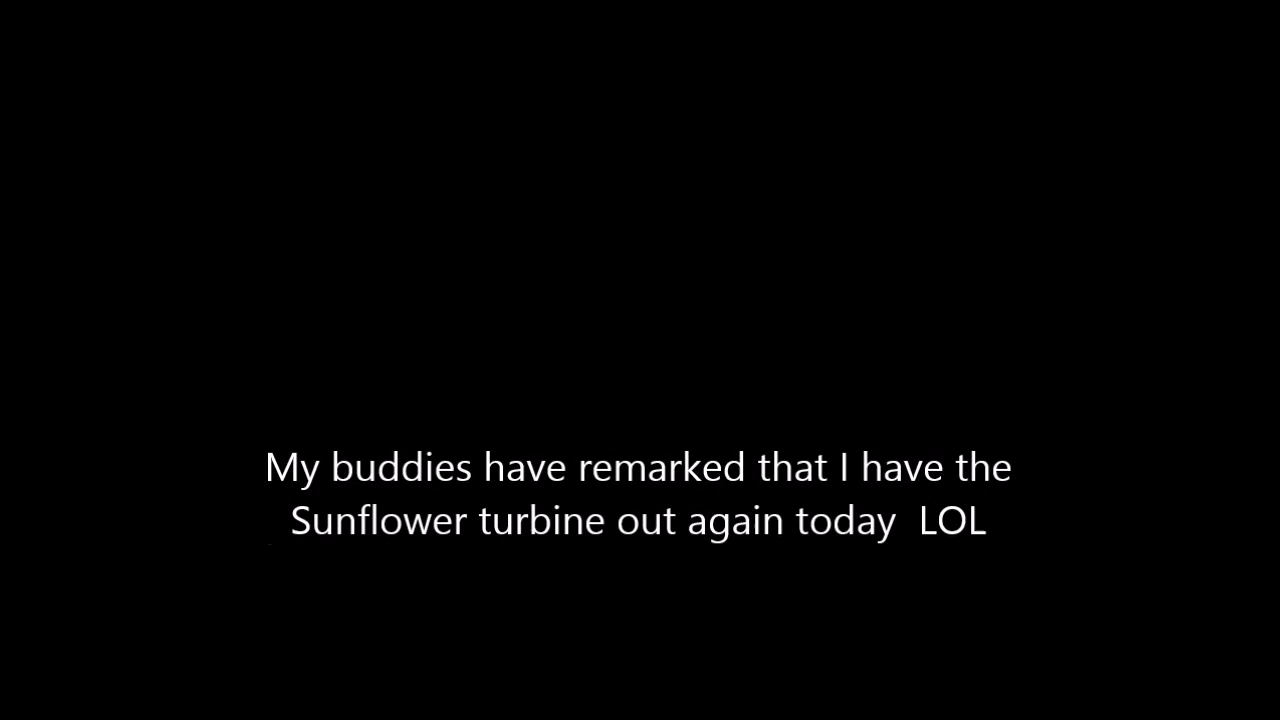 My buddies have remarked that I have the
Sunflower turbine out again today  LOL